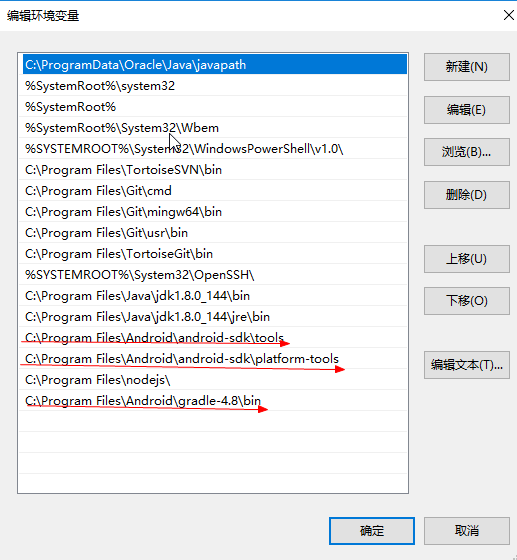 编辑环境变量
C:\ProgramData\Oracle\Java\javapath
%SystemRoot%\system32
%SystemRoot%
%SystemRoot%\System32\Wbem
%SYSTEMROOT%\System32\WindowsPowerShell\v1.0\
C:\Program Files\TortoiseSVN\bin
C:\Program Files\Git\cmd
C:\Program Files\Git\mingw64\bin
C:\Program Files\Git\usr\bin
C:\Program Files\TortoiseGit\bin
%SYSTEMROOT%\System32\OpenSSH\
C:\Program Files\Java\jdk1.8.0_144\bin
C:\Program Files\Java\jdk1.8.0_144\jre\bin
C:\Program Files\Android\android-sdk\tools
C:\Program Files\Android\android-sdk\platform-tools
C:\Program Files\nodejs\
C:\Program Files\Android\gradle-4.8\bin
新建(N)
编辑(E)
浏览(B)...
删除(D)
上移(U)
下移(O)
编辑文本(T)...
确定
取消